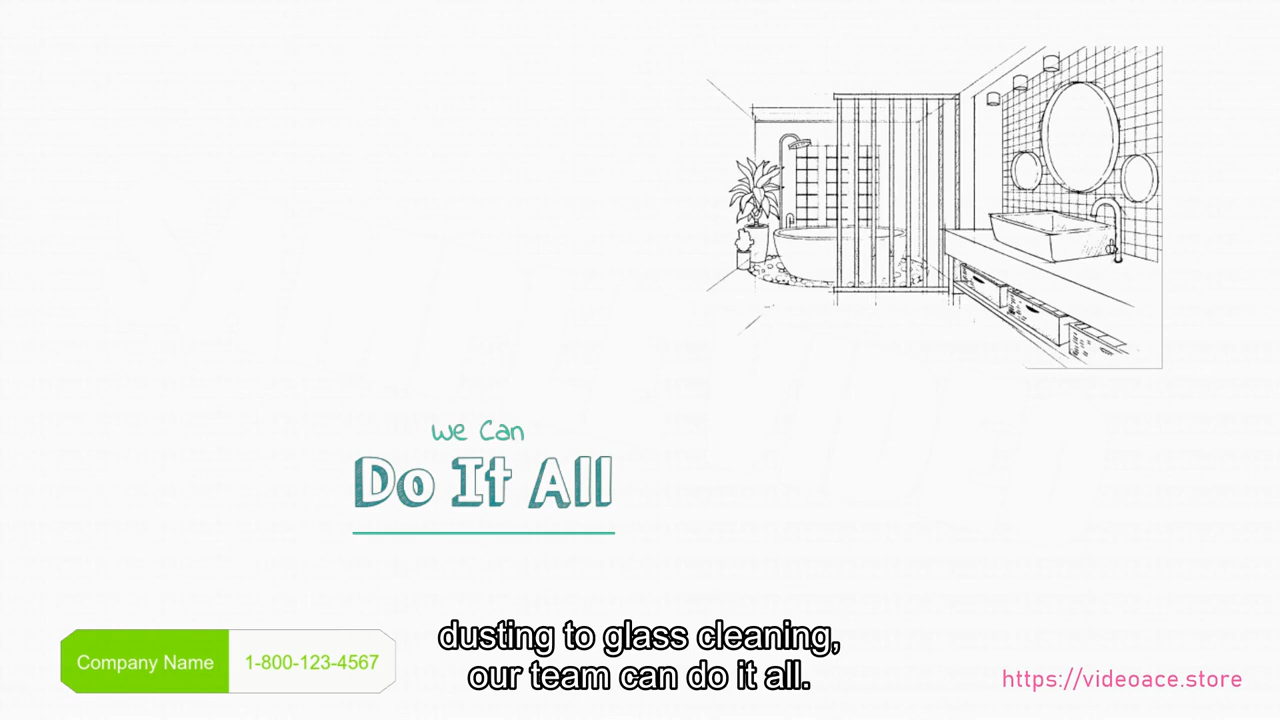 We Can
Do It All
dusting to glass cleaning,
our team can do it all.
Company Name
1-800-123-4567
https://videoace.store